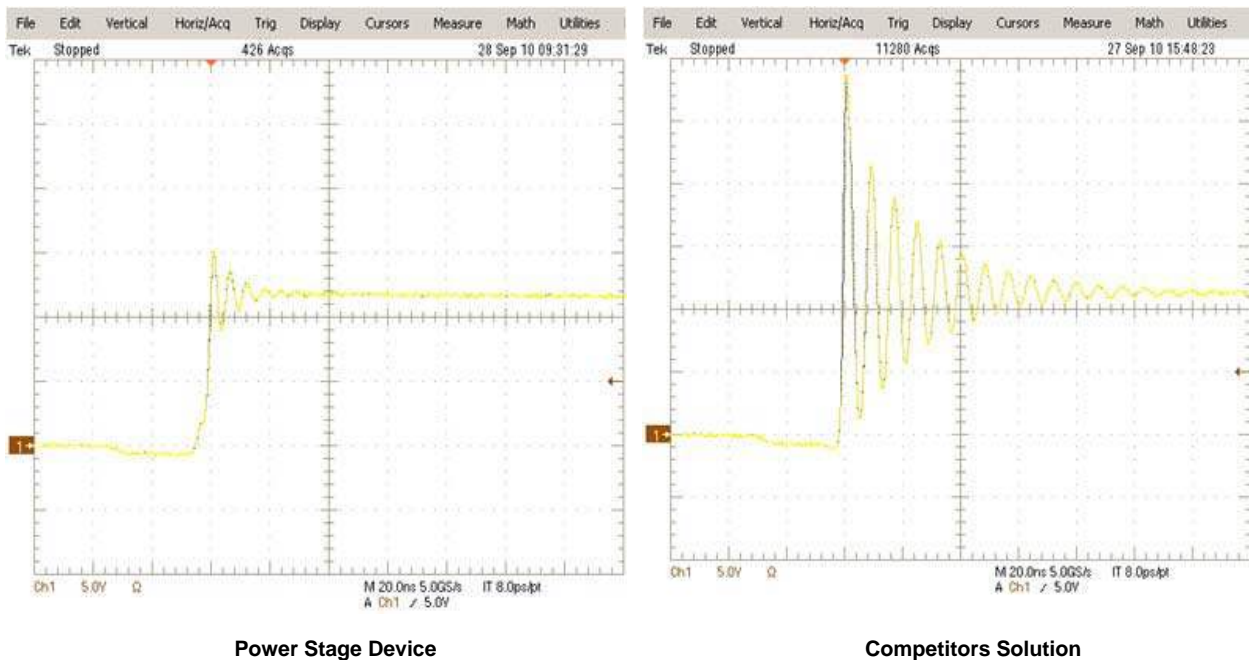 File Edit Vertical Horiz/Acq Trig Display Cursors Measure Math Utilities
Tek Stopped 426 Acqs 28 Sep 10 09:31:29
1
Ch1 5.0V Ω M 20.0ns 5.0GS/s IT 8.0ps/pt
A Ch1 / 5.0V
Power Stage Device
File Edit Vertical Horiz/Acq Trig Display Cursors Measure Math Utilities
Tek Stopped 11280 Acqs 27 Sep 10 15:48:23
1
Ch1 5.0V Ω M 20.0ns 5.0GS/s IT 8.0ps/pt
A Ch1 / 5.0V
Competitors Solution